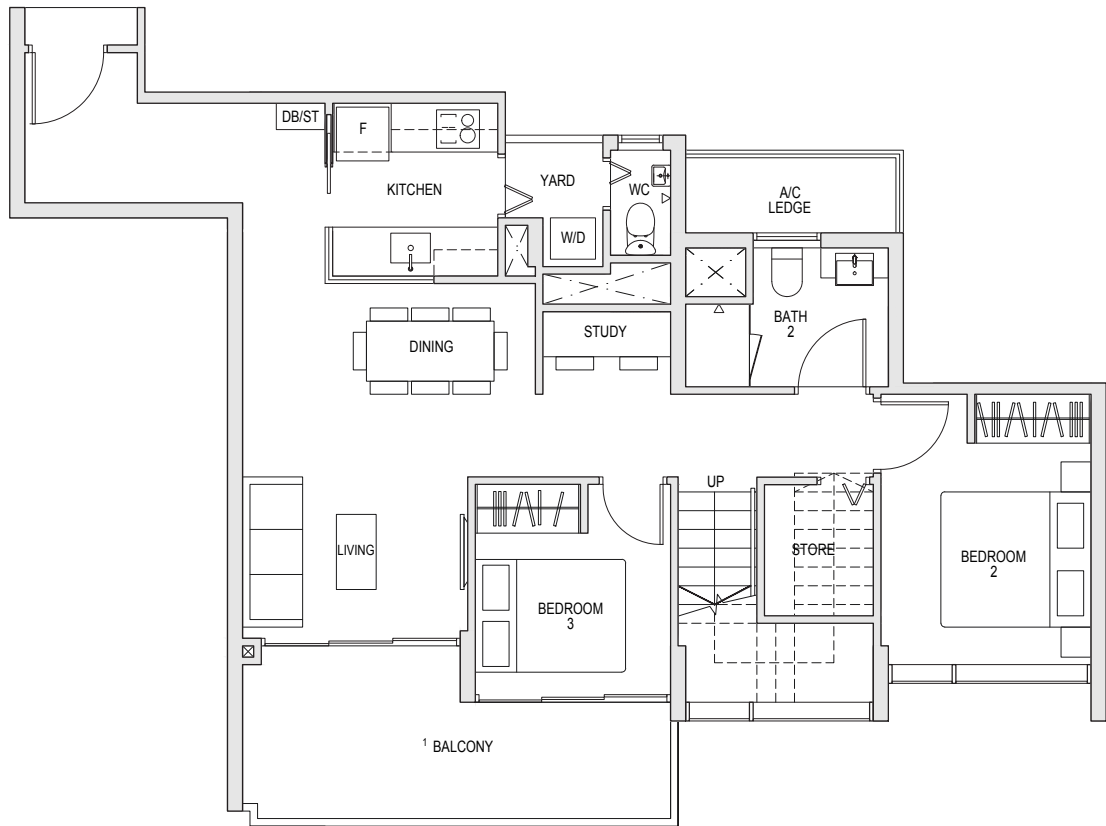 DB/ST
F
KITCHEN
YARD
WC
A/C
LEDGE
W/D
STUDY
BATH
2
DINING
UP
LIVING
STORE
BEDROOM
2
BEDROOM
3
1 BALCONY